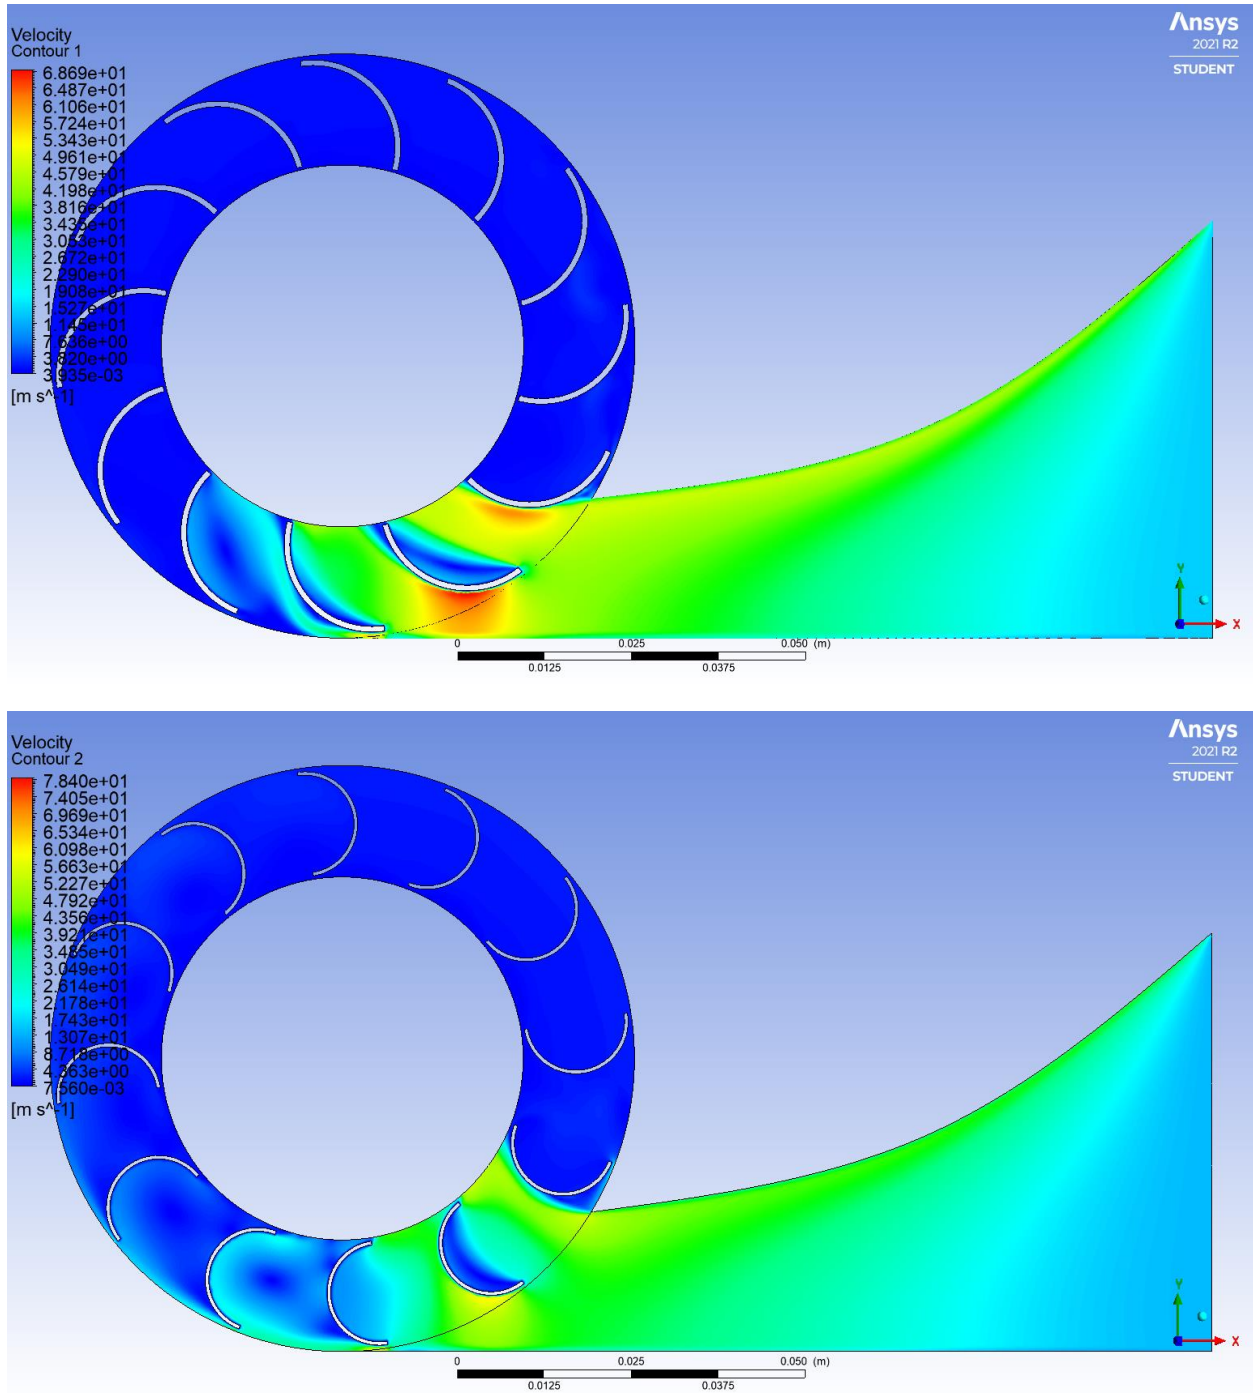 Velocity
Contour 1
6.869e+01
6.487e+01
6.106e+01
5.724e+01
5.343e+01
4.961e+01
4.579e+01
4.198e+01
3.816e+01
3.435e+01
3.053e+01
2.672e+01
2.290e+01
1.908e+01
1.527e+01
1.145e+01
7.636e+00
3.820e+00
3.935e-03
[m s^-1]
Ansys
2021 R2
STUDENT
Y
X
0 0.025 0.050 (m)
0.0125 0.0375
Velocity
Contour 2
7.840e+01
7.405e+01
6.969e+01
6.534e+01
6.098e+01
5.663e+01
5.227e+01
4.792e+01
4.356e+01
3.921e+01
3.485e+01
3.049e+01
2.614e+01
2.178e+01
1.743e+01
1.307e+01
8.718e+00
4.363e+00
7.560e-03
[m s^-1]
Ansys
2021 R2
STUDENT
Y
X
0 0.025 0.050 (m)
0.0125 0.0375